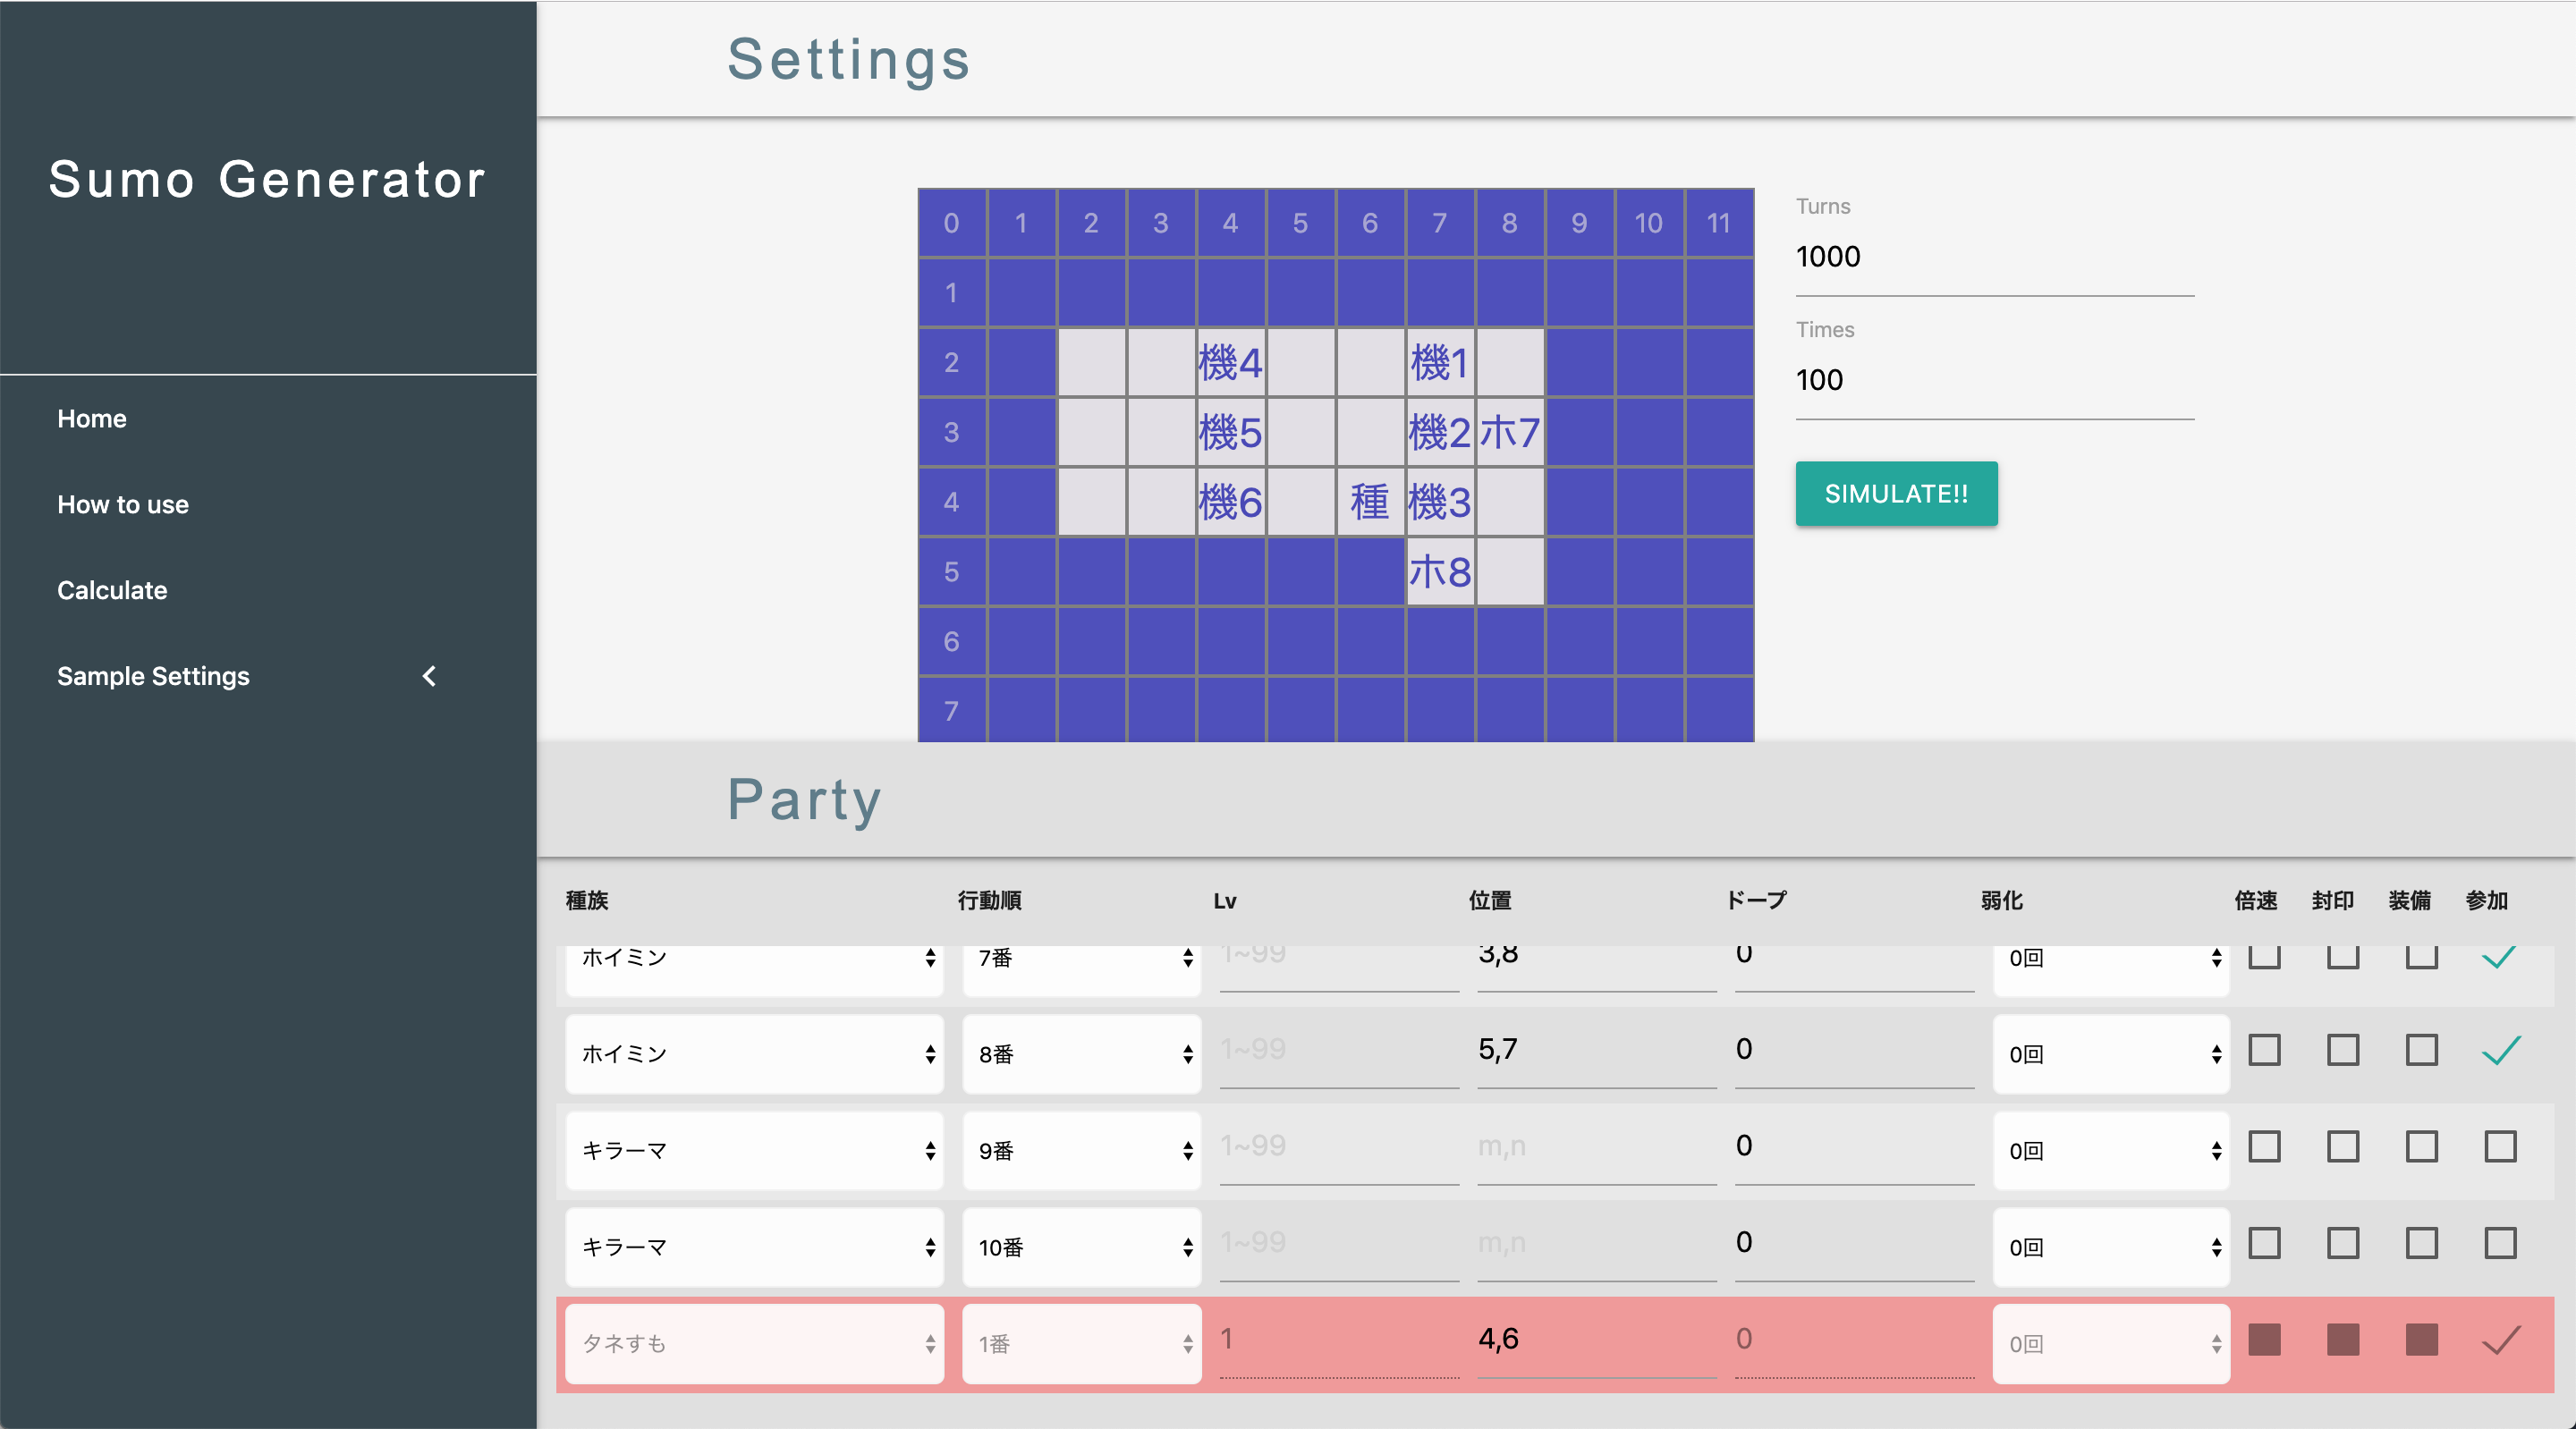 Sumo Generator
Home
How to use
Calculate
Sample Settings
Settings
0 1 2 3 4 5 6 7 8 9 10 11
1
2 機4 機1
3 機5 機2 ホ7
4 機6 種 機3
5 ホ8
6
7
Turns
1000
Times
100
SIMULATE!!
Party
種族 行動順 Lv 位置 ドープ 弱化 倍速 封印 装備 参加
ホイミン 7番 1~99 3,8 0 0回
ホイミン 8番 1~99 5,7 0 0回
キラーマ 9番 1~99 m,n 0 0回
キラーマ 10番 1~99 m,n 0 0回
タネすも 1番 1 4,6 0 0回